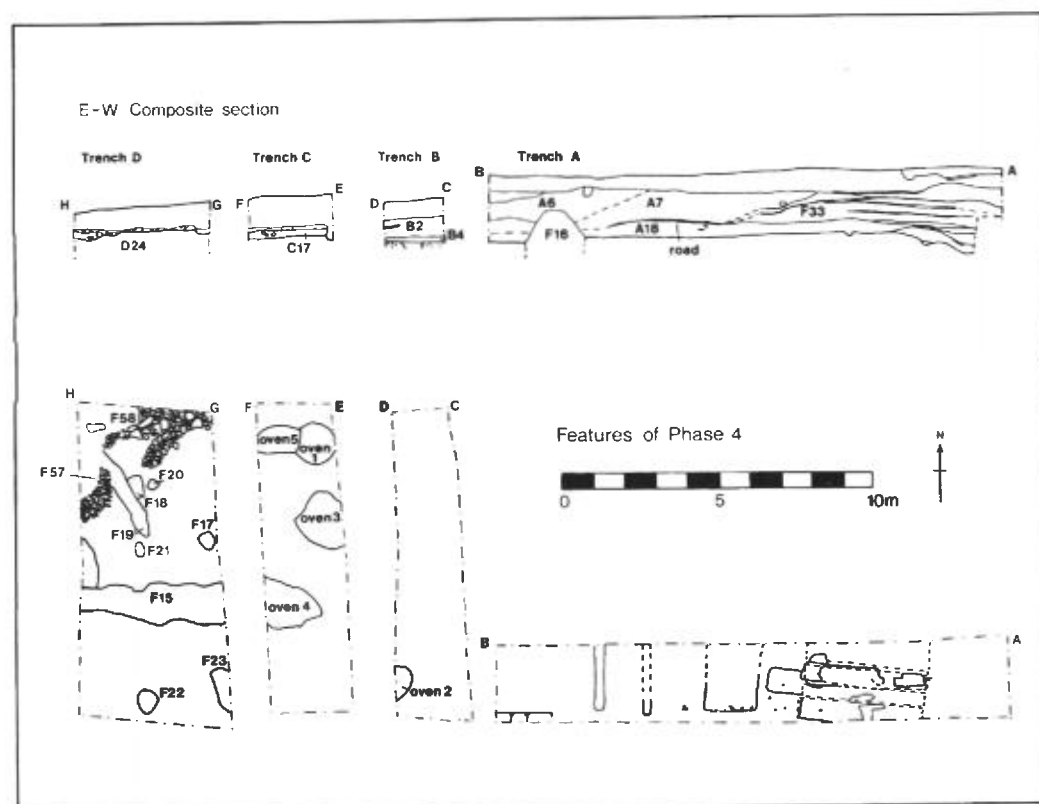 E-W Composite section
Trench D
Trench C
Trench B
Trench A
H
G
D24
F
E
C17
D
C
B2
B4
B
A
A6
A7
F33
F16
A18
road
H
G
F58
F57
F20
F18
F19
F17
F21
F15
F23
F22
F
E
oven 5
oven
1
oven 3
oven 4
D
C
oven 2
Features of Phase 4
N
0
5
10m
B
A